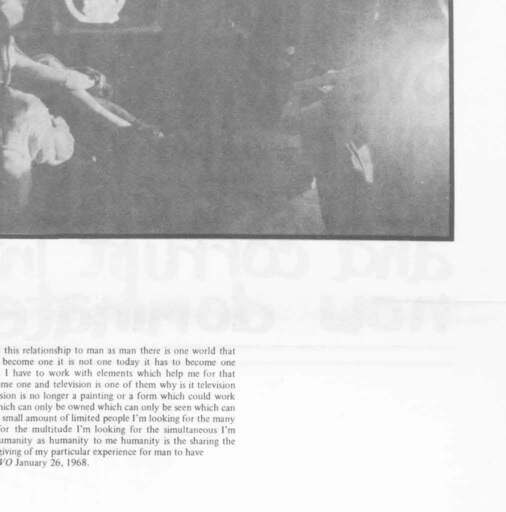 and corrupt
now dominate
this relationship to man as man there is one world that
become one it is not one today it has to become one
I have to work with elements which help me for that
me one and television is one of them why is it television
sion is no longer a painting or a form which could work
hich can only be owned which can only be seen which can
small amount of limited people I'm looking for the many
for the multitude I'm looking for the simultaneous I'm
umanity as humanity to me humanity is the sharing the
giving of my particular experience for man to have
VO January 26, 1968.